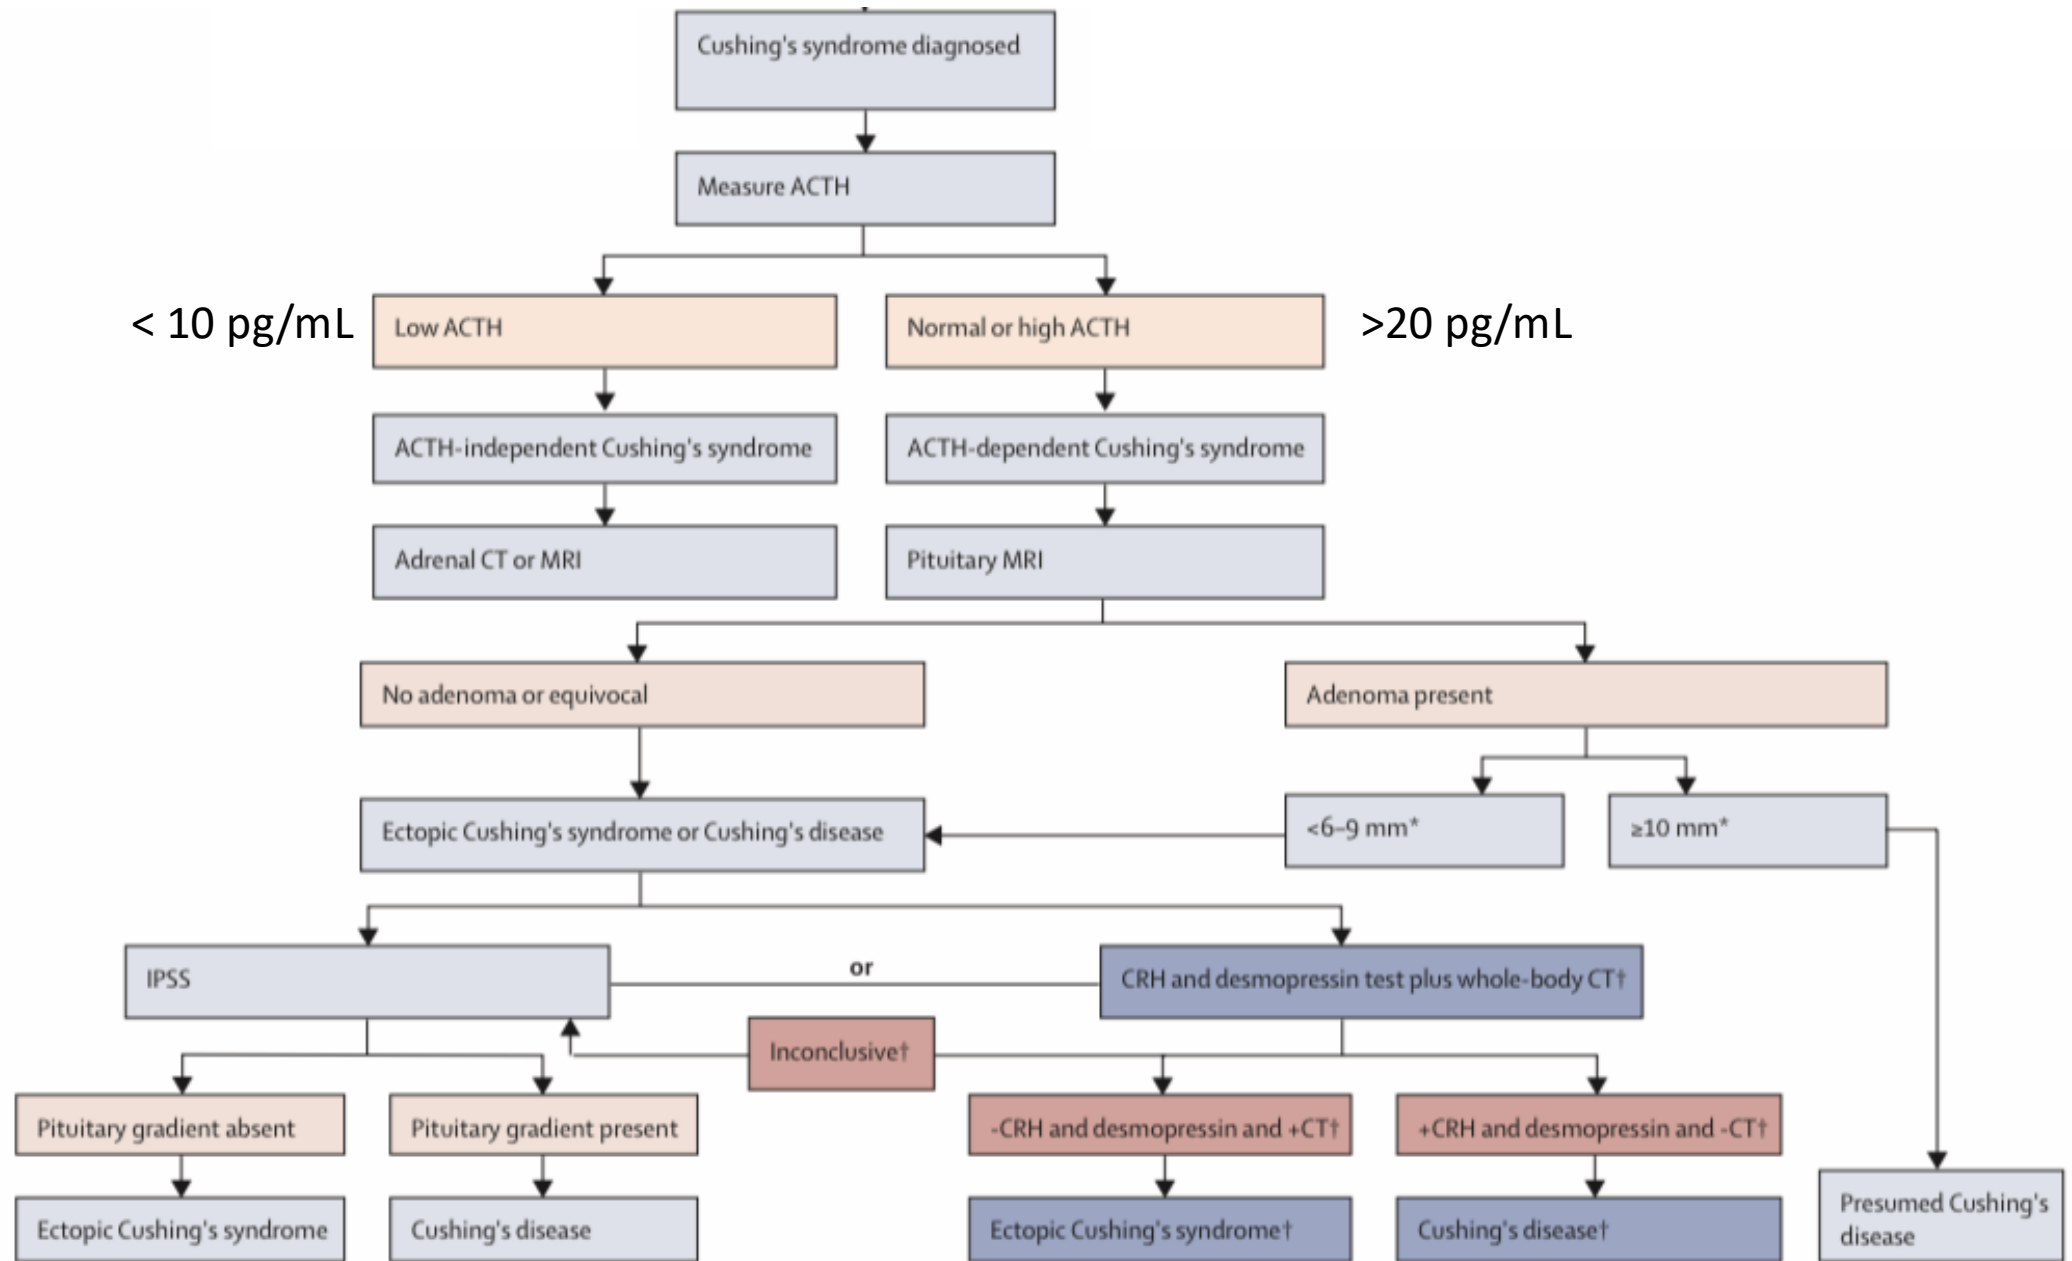 Cushing's syndrome diagnosed
Measure ACTH
< 10 pg/mL
Low ACTH
Normal or high ACTH
>20 pg/mL
ACTH-independent Cushing's syndrome
ACTH-dependent Cushing's syndrome
Adrenal CT or MRI
Pituitary MRI
No adenoma or equivocal
Adenoma present
Ectopic Cushing's syndrome or Cushing's disease
<6–9 mm*
≥10 mm*
IPSS
or
CRH and desmopressin test plus whole-body CT†
Inconclusive†
Pituitary gradient absent
Pituitary gradient present
-CRH and desmopressin and +CT†
+CRH and desmopressin and -CT†
Ectopic Cushing's syndrome
Cushing's disease
Ectopic Cushing's syndrome†
Cushing's disease†
Presumed Cushing's
disease